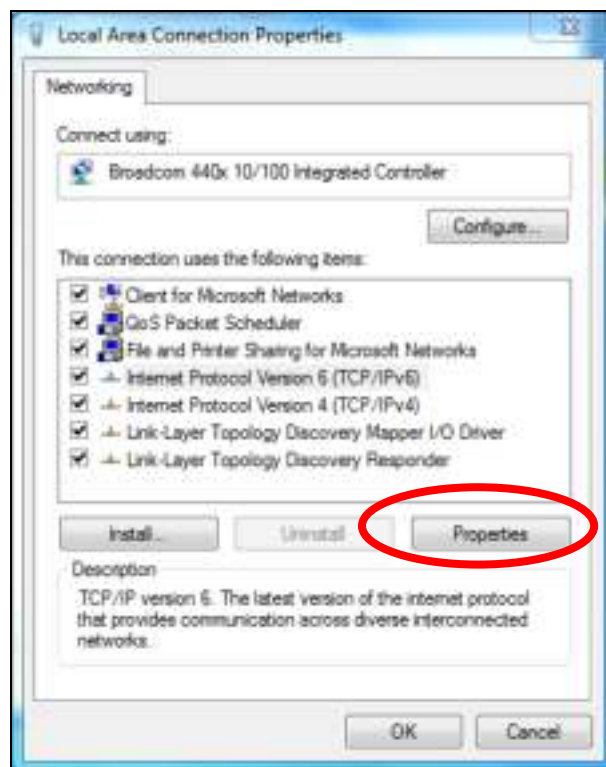 Local Area Connection Properties
Networking
Connect using:
Broadcom 440x 10/100 Integrated Controller
Configure...
This connection uses the following items:
Client for Microsoft Networks
QoS Packet Scheduler
File and Printer Sharing for Microsoft Networks
Internet Protocol Version 6 (TCP/IPv6)
Internet Protocol Version 4 (TCP/IPv4)
Link-Layer Topology Discovery Mapper I/O Driver
Link-Layer Topology Discovery Responder
Install...
Uninstall
Properties
Description
TCP/IP version 6. The latest version of the internet protocol
that provides communication across diverse interconnected
networks.
OK
Cancel